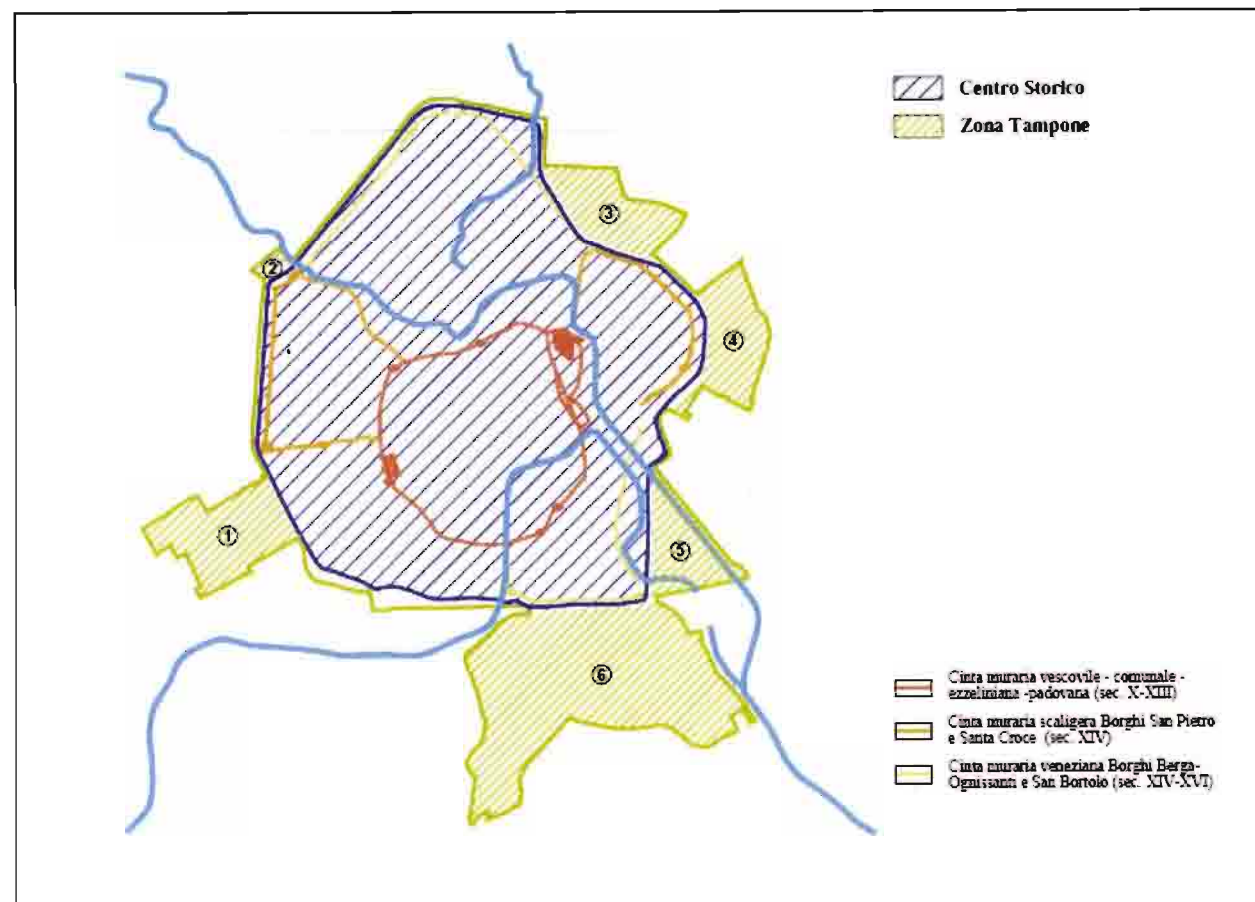 Centro Storico
Zona Tampone
3
2
4
1
5
6
Cinta muraria vescovile - comunale -
ezzeliniana -padovana (sec. X-XIII)
Cinta muraria scaligera Borghi San Pietro
e Santa Croce (sec. XIV)
Cinta muraria veneziana Borghi Berga-
Ognissanti e San Bortolo (sec. XIV-XVI)